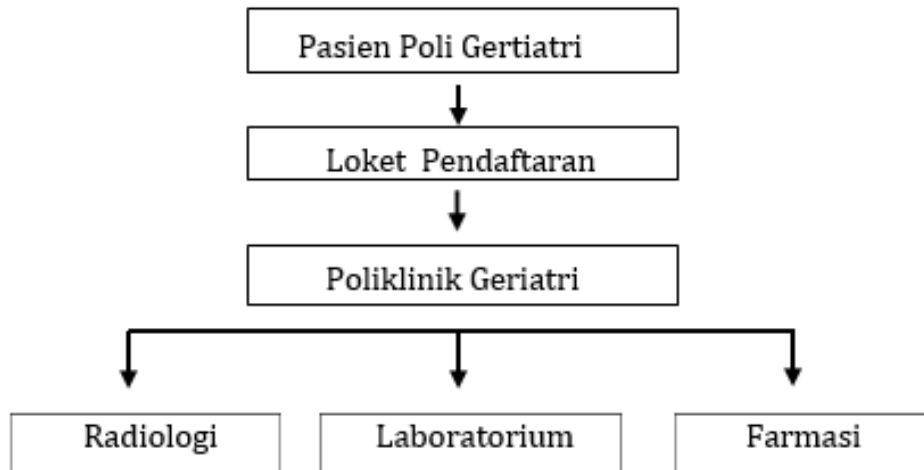 Pasien Poli Gertiatri
Loket Pendaftaran
Poliklinik Geriatri
Radiologi
Laboratorium
Farmasi